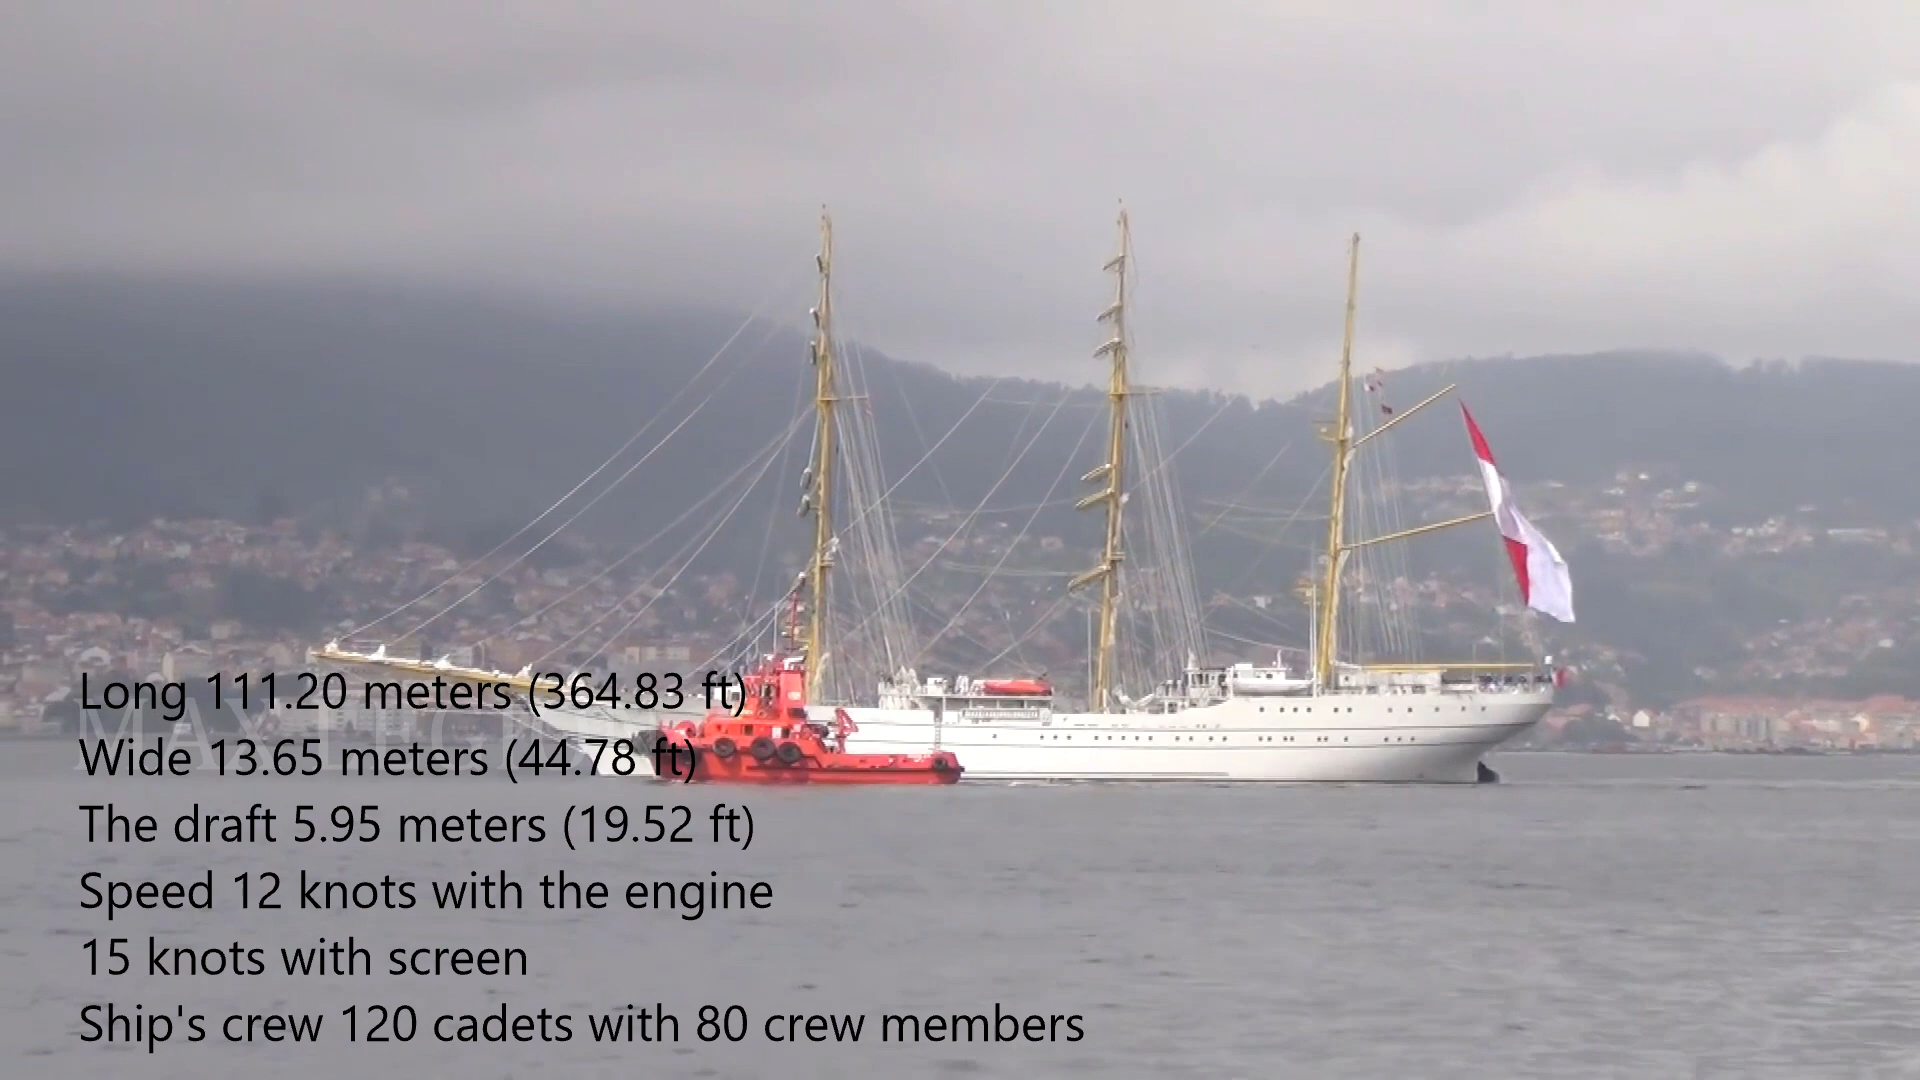 Long 111.20 meters (364.83 ft)
Wide 13.65 meters (44.78 ft)
The draft 5.95 meters (19.52 ft)
Speed 12 knots with the engine
15 knots with screen
Ship's crew 120 cadets with 80 crew members